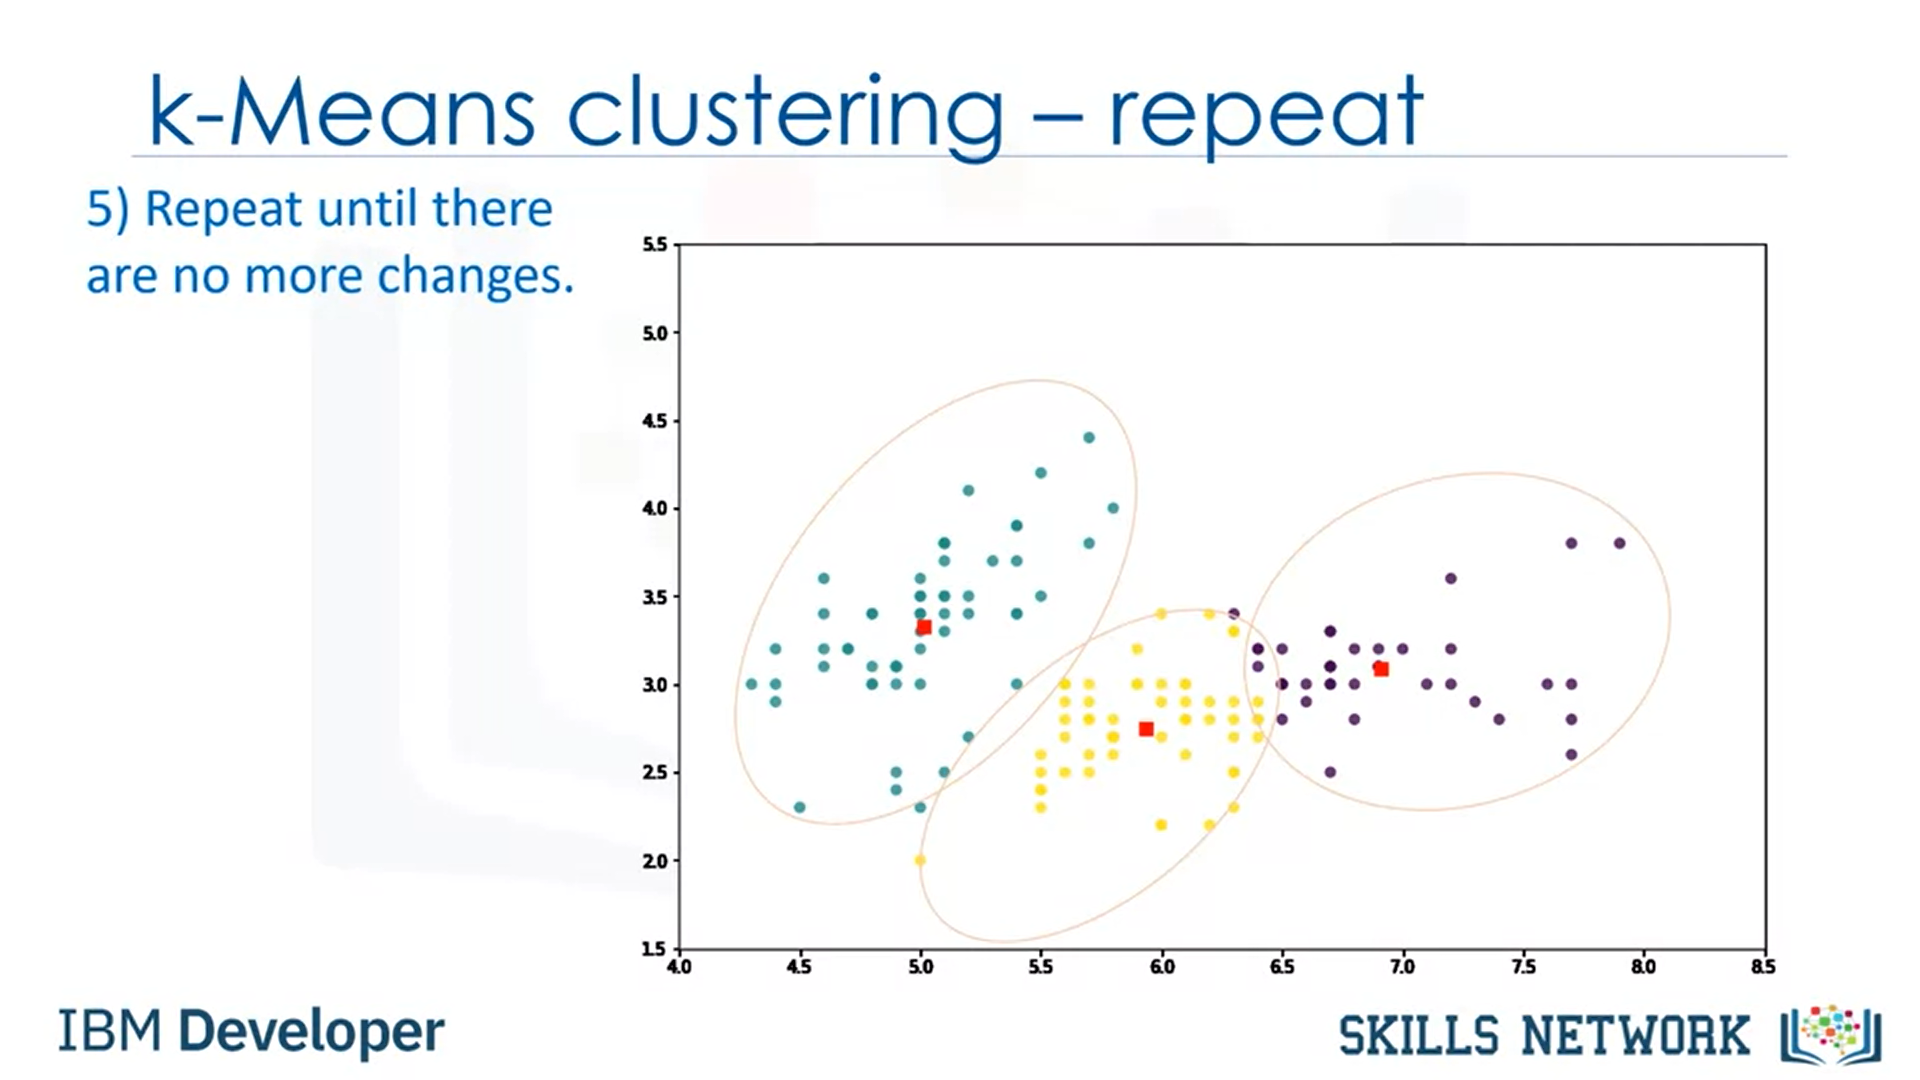 k-Means clustering – repeat
5) Repeat until there
are no more changes.
5.5
5.0
4.5
4.0
3.5
3.0
2.5
2.0
1.5
4.0 4.5 5.0 5.5 6.0 6.5 7.0 7.5 8.0 8.5
IBM Developer
SKILLS NETWORK